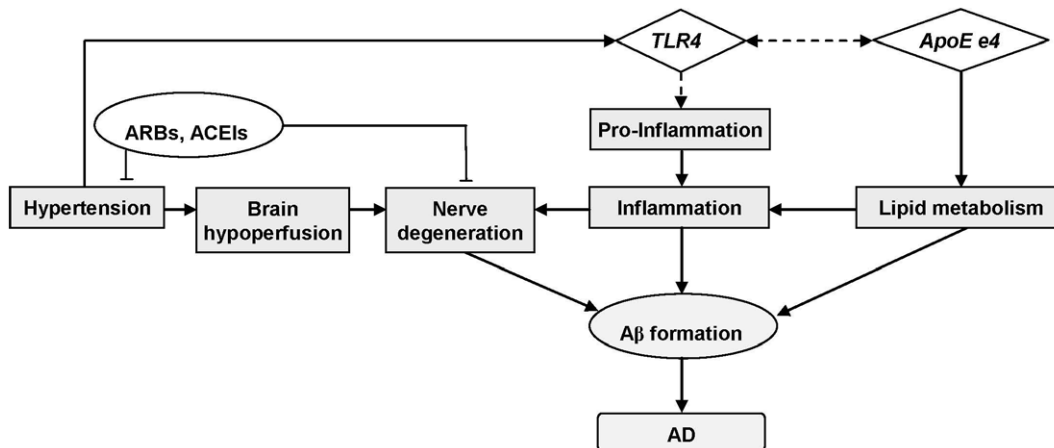 TLR4
ApoE e4
ARBs, ACEIs
Pro-Inflammation
Hypertension
Brain
hypoperfusion
Nerve
degeneration
Inflammation
Lipid metabolism
Aβ formation
AD